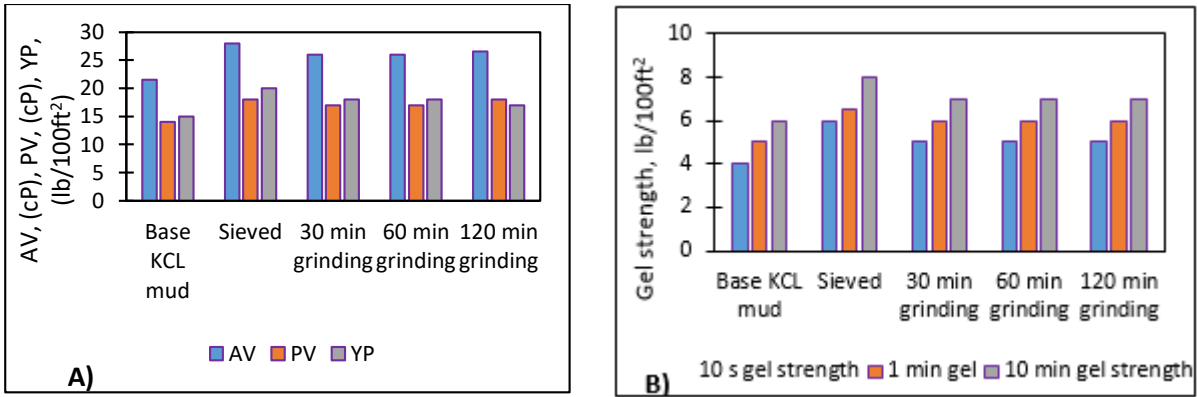 AV, (cP), PV, (cP), YP,
(lb/100ft²)
30
25
20
15
10
5
0
Base
KCL
mud
Sieved
30 min
grinding
60 min
grinding
120 min
grinding
AV PV YP
A)
Gel strength, lb/100ft²
10
8
6
4
2
0
Base KCL
mud
Sieved
30 min
grinding
60 min
grinding
120 min
grinding
10 s gel strength 1 min gel 10 min gel strength
B)